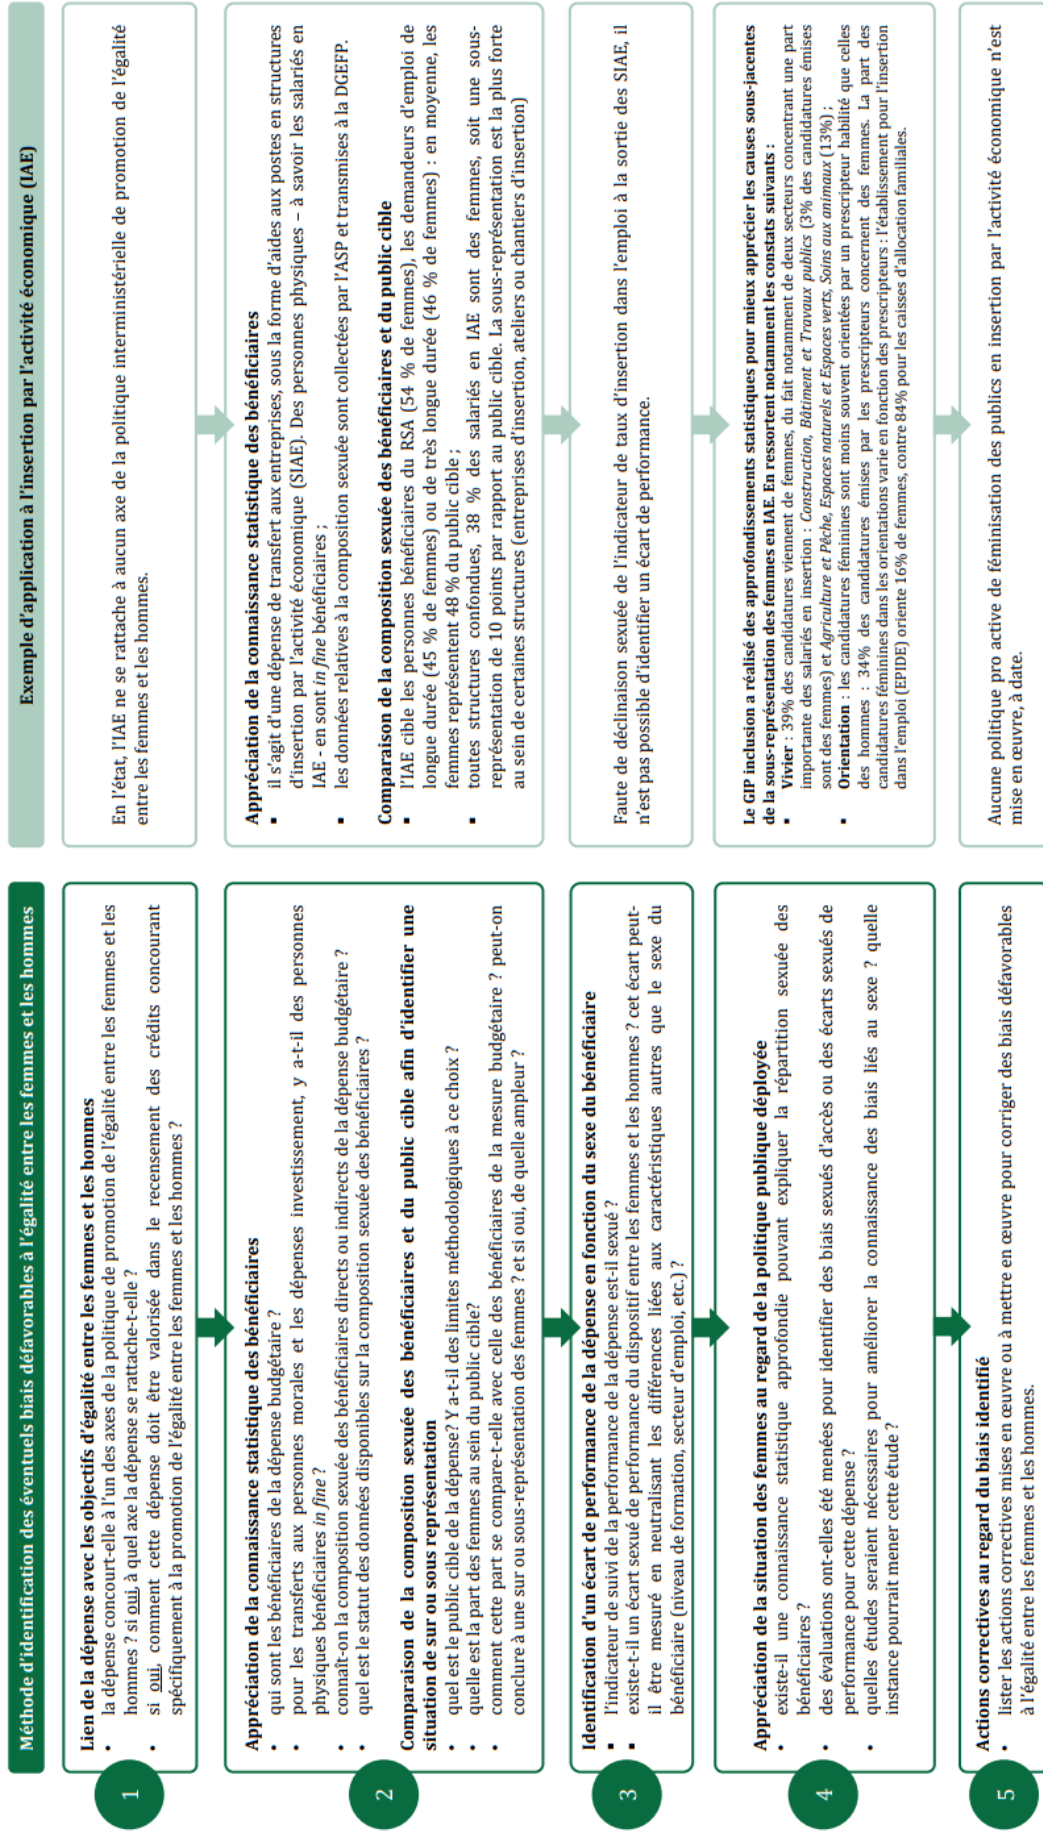 Méthode d'identification des éventuels biais défavorables à l'égalité entre les femmes et les hommes
Exemple d'application à l'insertion par l'activité économique (IAE)
1
Lien de la dépense avec les objectifs d'égalité entre les femmes et les hommes
• la dépense concourt-elle à l'un des axes de la politique de promotion de l'égalité entre les femmes et les
hommes ? si oui, à quel axe la dépense se rattache-t-elle ?
• si oui, comment cette dépense doit être valorisée dans le recensement des crédits concourant
spécifiquement à la promotion de l'égalité entre les femmes et les hommes ?
En l'état, l'IAE ne se rattache à aucun axe de la politique interministérielle de promotion de l'égalité
entre les femmes et les hommes.
2
Appréciation de la connaissance statistique des bénéficiaires
• qui sont les bénéficiaires de la dépense budgétaire ?
• pour les transferts aux personnes morales et les dépenses investissement, y a-t-il des personnes
physiques bénéficiaires in fine ?
• connaît-on la composition sexuée des bénéficiaires directs ou indirects de la dépense budgétaire ?
• quel est le statut des données disponibles sur la composition sexuée des bénéficiaires ?
Comparaison de la composition sexuée des bénéficiaires et du public cible afin d'identifier une
situation de sur ou sous représentation
• quel est le public cible de la dépense? Y a-t-il des limites méthodologiques à ce choix ?
• quelle est la part des femmes au sein du public cible?
• comment cette part se compare-t-elle avec celle des bénéficiaires de la mesure budgétaire ? peut-on
conclure à une sur ou sous-représentation des femmes ? et si oui, de quelle ampleur ?
Appréciation de la connaissance statistique des bénéficiaires
▪ il s'agit d'une dépense de transfert aux entreprises, sous la forme d'aides aux postes en structures
d'insertion par l'activité économique (SIAE). Des personnes physiques – à savoir les salariés en
IAE - en sont in fine bénéficiaires ;
▪ les données relatives à la composition sexuée sont collectées par l'ASP et transmises à la DGEFP.
Comparaison de la composition sexuée des bénéficiaires et du public cible
▪ l'IAE cible les personnes bénéficiaires du RSA (54 % de femmes), les demandeurs d'emploi de
longue durée (45 % de femmes) ou de très longue durée (46 % de femmes) : en moyenne, les
femmes représentent 48 % du public cible ;
▪ toutes structures confondues, 38 % des salariés en IAE sont des femmes, soit une sous-
représentation de 10 points par rapport au public cible. La sous-représentation est la plus forte
au sein de certaines structures (entreprises d'insertion, ateliers ou chantiers d'insertion)
3
Identification d'un écart de performance de la dépense en fonction du sexe du bénéficiaire
▪ l'indicateur de suivi de la performance de la dépense est-il sexué ?
▪ existe-t-il un écart sexué de performance du dispositif entre les femmes et les hommes ? cet écart peut-
il être mesuré en neutralisant les différences liées aux caractéristiques autres que le sexe du
bénéficiaire (niveau de formation, secteur d'emploi, etc.) ?
Faute de déclinaison sexuée de l'indicateur de taux d'insertion dans l'emploi à la sortie des SIAE, il
n'est pas possible d'identifier un écart de performance.
4
Appréciation de la situation des femmes au regard de la politique publique déployée
• existe-il une connaissance statistique approfondie pouvant expliquer la répartition sexuée des
bénéficiaires ?
• des évaluations ont-elles été menées pour identifier des biais sexués d'accès ou des écarts sexués de
performance pour cette dépense ?
• quelles études seraient nécessaires pour améliorer la connaissance des biais liés au sexe ? quelle
instance pourrait mener cette étude ?
Le GIP inclusion a réalisé des approfondissements statistiques pour mieux apprécier les causes sous-jacentes
de la sous-représentation des femmes en IAE. En ressortent notamment les constats suivants :
▪ Vivier : 39% des candidatures viennent de femmes, du fait notamment de deux secteurs concentrant une part
importante des salariés en insertion : Construction, Bâtiment et Travaux publics (3% des candidatures émises
sont des femmes) et Agriculture et Pêche, Espaces naturels et Espaces verts, Soins aux animaux (13%) ;
▪ Orientation : les candidatures féminines sont moins souvent orientées par un prescripteur habilité que celles
des hommes : 34% des candidatures émises par les prescripteurs concernent des femmes. La part des
candidatures féminines dans les orientations varie en fonction des prescripteurs : l'établissement pour l'insertion
dans l'emploi (EPIDE) oriente 16% de femmes, contre 84% pour les caisses d'allocation familiales.
5
Actions correctives au regard du biais identifié
• lister les actions correctives mises en œuvre ou à mettre en œuvre pour corriger des biais défavorables
à l'égalité entre les femmes et les hommes.
Aucune politique pro active de féminisation des publics en insertion par l'activité économique n'est
mise en œuvre, à date.